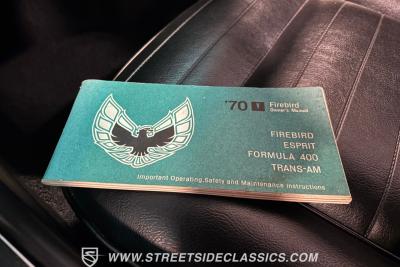 '70 1 Firebird
Owner's Manual
FIREBIRD
ESPRIT
FORMULA 400
TRANS-AM
Important Operating, Safety and Maintenance Instructions
WWW.STREETSIDECLASSICS.COM